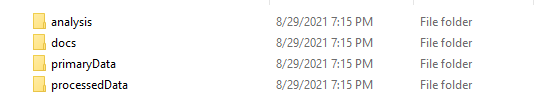 analysis 8/29/2021 7:15 PM File folder
docs 8/29/2021 7:15 PM File folder
primaryData 8/29/2021 7:15 PM File folder
processedData 8/29/2021 7:15 PM File folder